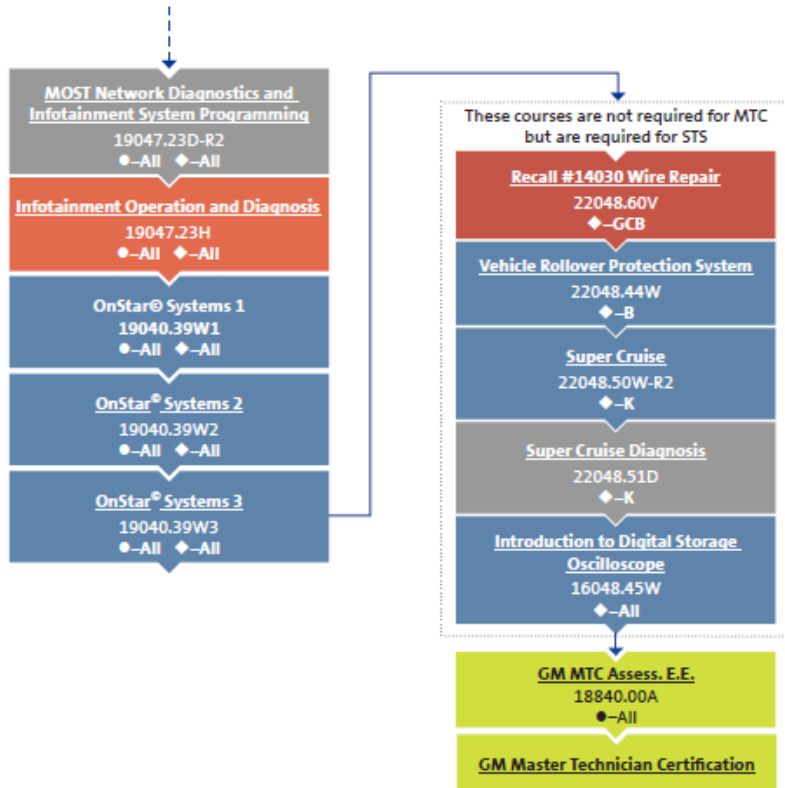 MOST Network Diagnostics and
Infotainment System Programming
19047.23D-R2
●–All ◆–All
Infotainment Operation and Diagnosis
19047.23H
●–All ◆–All
OnStar® Systems 1
19040.39W1
●–All ◆–All
OnStar© Systems 2
19040.39W2
●–All ◆–All
OnStar© Systems 3
19040.39W3
●–All ◆–All
These courses are not required for MTC
but are required for STS
Recall #14030 Wire Repair
22048.60V
◆–GCB
Vehicle Rollover Protection System
22048.44W
◆–B
Super Cruise
22048.50W-R2
◆–K
Super Cruise Diagnosis
22048.51D
◆–K
Introduction to Digital Storage
Oscilloscope
16048.45W
◆–All
GM MTC Assess. E.E.
18840.00A
●–All
GM Master Technician Certification